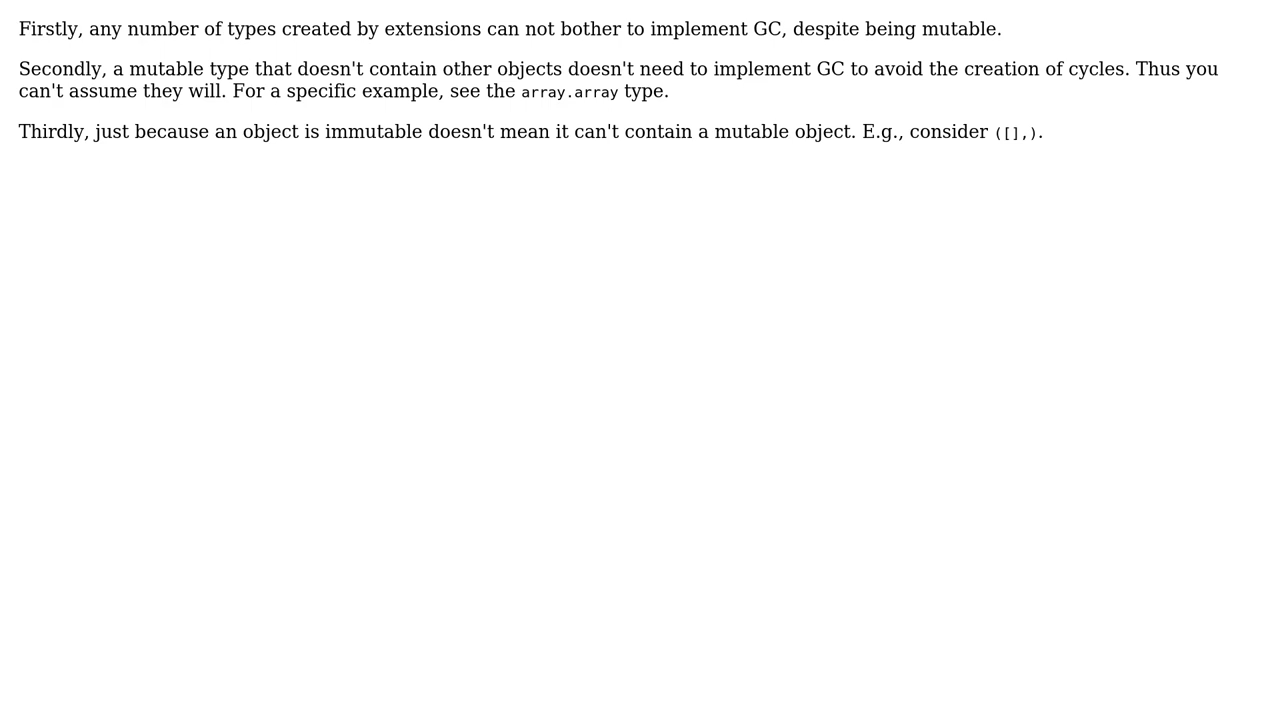 Firstly, any number of types created by extensions can not bother to implement GC, despite being mutable.
Secondly, a mutable type that doesn't contain other objects doesn't need to implement GC to avoid the creation of cycles. Thus you
can't assume they will. For a specific example, see the array.array type.
Thirdly, just because an object is immutable doesn't mean it can't contain a mutable object. E.g., consider ([],).